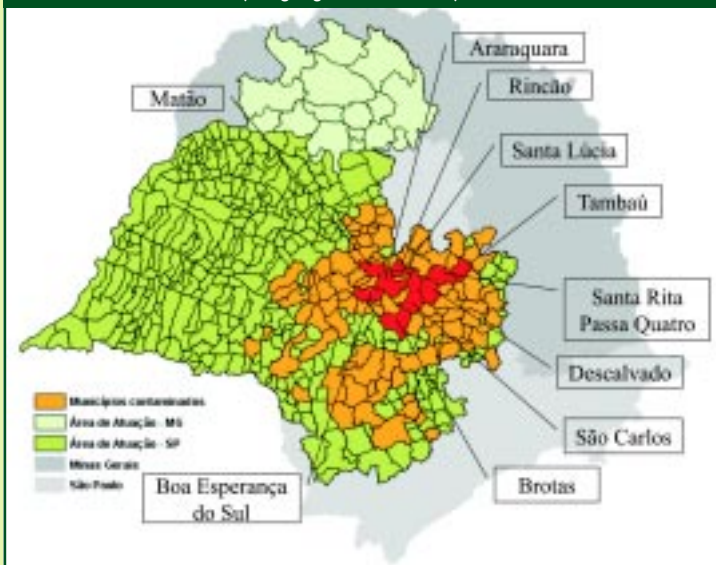 Araraquara
Rincão
Matão
Santa Lúcia
Tambaú
Santa Rita
Passa Quatro
Descalvado
São Carlos
Brotas
Boa Esperança
do Sul
Municípios contaminados
Área de Atuação - MG
Área de Atuação - SP
Minas Gerais
São Paulo